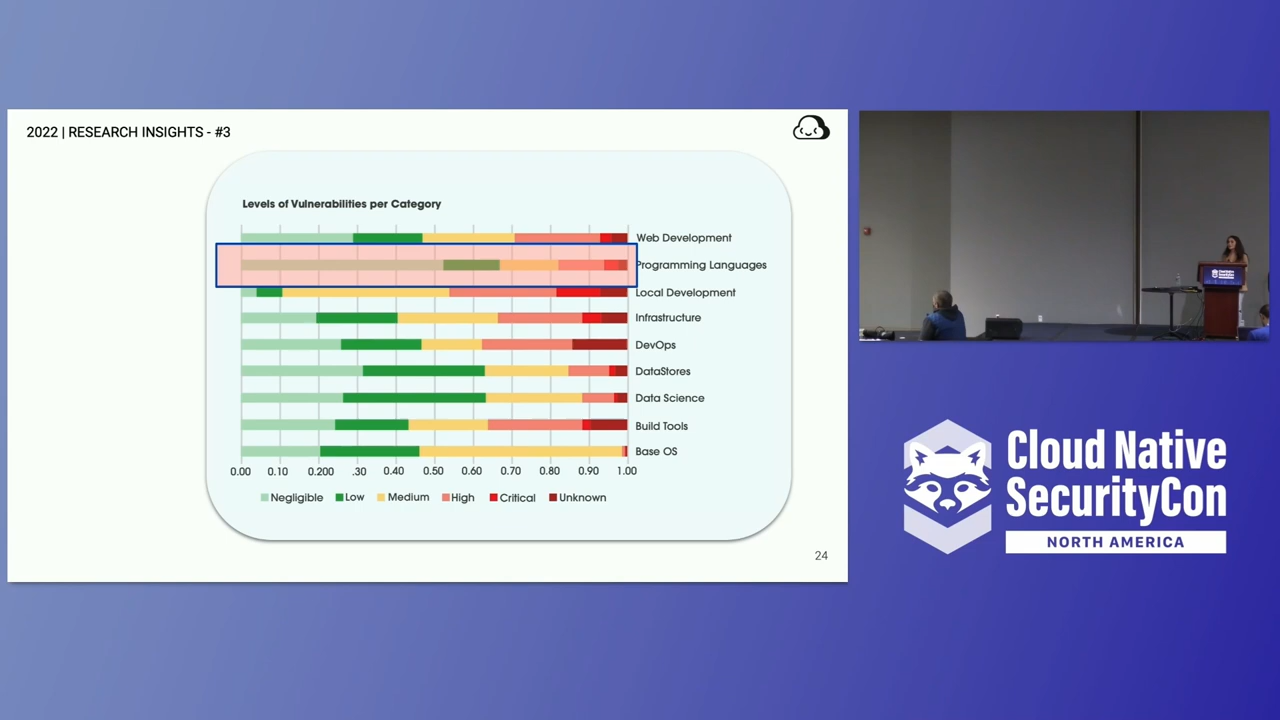 2022 | RESEARCH INSIGHTS - #3
Levels of Vulnerabilities per Category
Web Development
Programming Languages
Local Development
Infrastructure
DevOps
DataStores
Data Science
Build Tools
Base OS
0.00 0.10 0.200 .30 0.40 0.50 0.60 0.70 0.80 0.90 1.00
Negligible Low Medium High Critical Unknown
24
Cloud Native
SecurityCon
NORTH AMERICA